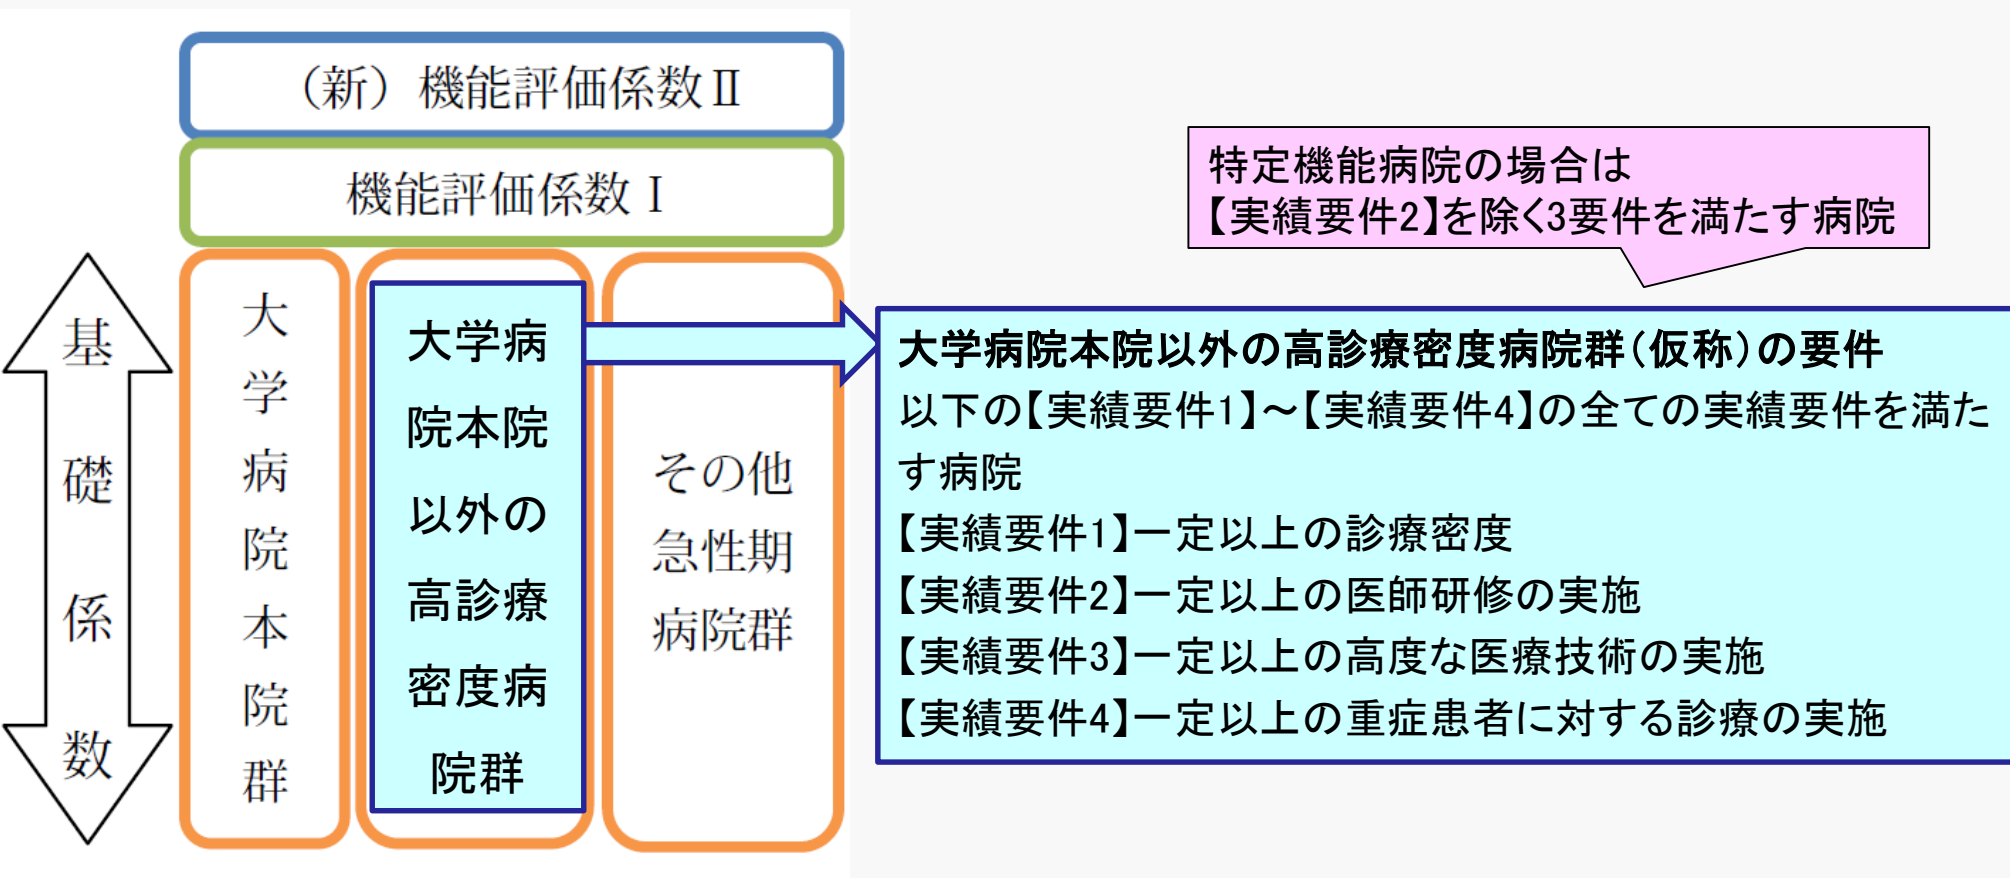 （新）機能評価係数Ⅱ
機能評価係数Ⅰ
基礎係数
大学病院本院群
大学病
院本院
以外の
高診療
密度病
院群
その他
急性期
病院群
特定機能病院の場合は
【実績要件2】を除く3要件を満たす病院
大学病院本院以外の高診療密度病院群（仮称）の要件
以下の【実績要件1】～【実績要件4】の全ての実績要件を満た
す病院
【実績要件1】一定以上の診療密度
【実績要件2】一定以上の医師研修の実施
【実績要件3】一定以上の高度な医療技術の実施
【実績要件4】一定以上の重症患者に対する診療の実施